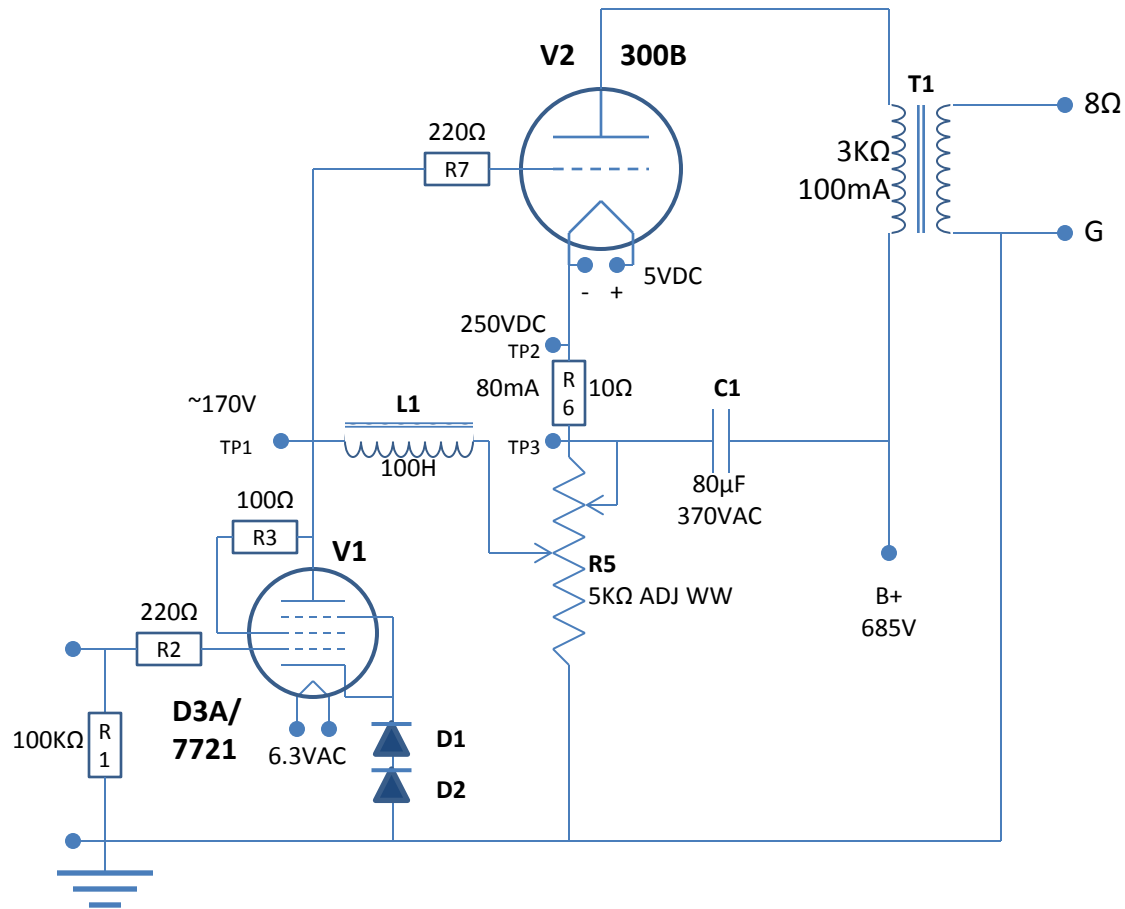 V2 300B
T1
8Ω
220Ω
R7
3KΩ
100mA
G
5VDC
- +
250VDC
TP2
80mA
R
6
10Ω
C1
~170V
L1
TP1
TP3
100H
80µF
370VAC
100Ω
R3
V1
R5
5KΩ ADJ WW
B+
685V
220Ω
R2
D3A/
7721
100KΩ
R
1
6.3VAC
D1
D2